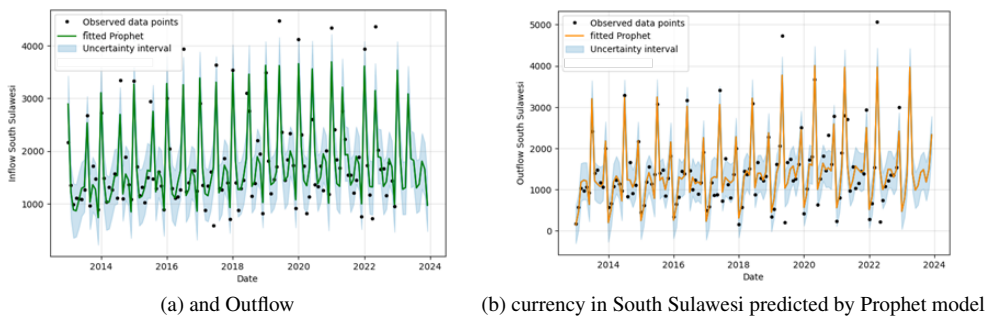 Observed data points
fitted Prophet
Uncertainty interval
4000
3000
2000
1000
Inflow South Sulawesi
2014
2016
2018
2020
2022
2024
Date
Observed data points
fitted Prophet
Uncertainty interval
5000
4000
3000
2000
1000
0
Outflow South Sulawesi
2014
2016
2018
2020
2022
2024
Date
(a) and Outflow
(b) currency in South Sulawesi predicted by Prophet model